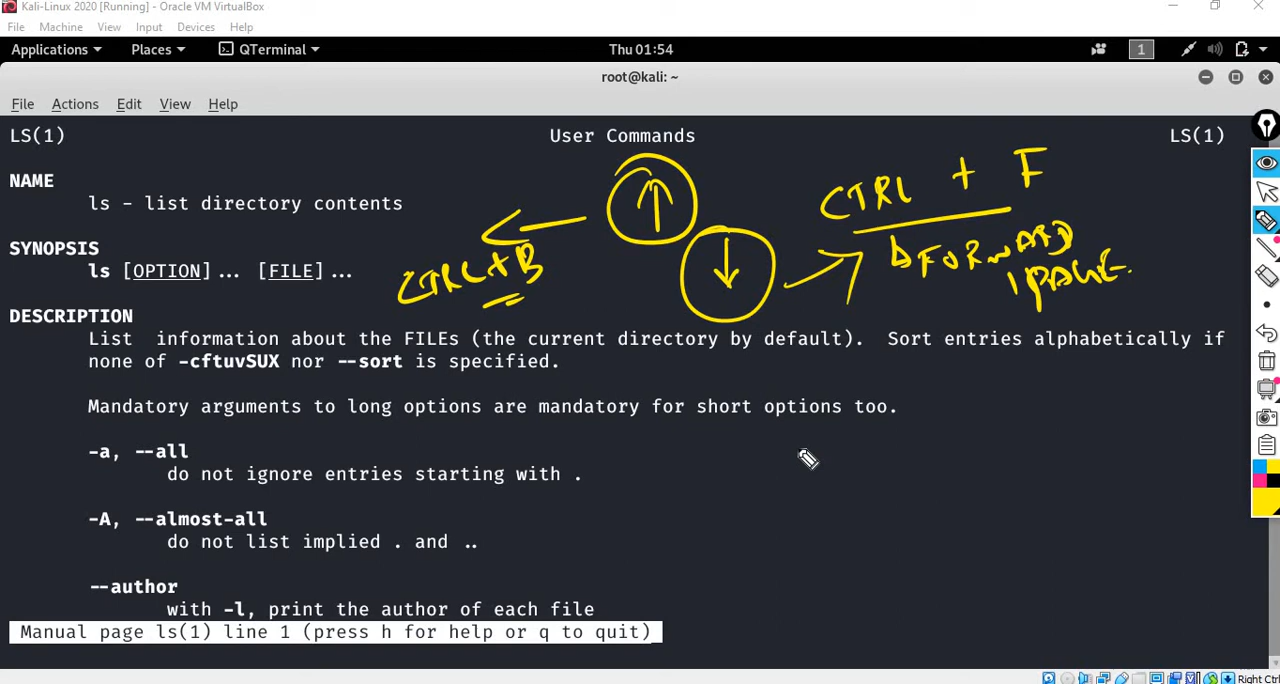 Kali-Linux 2020 [Running] - Oracle VM VirtualBox
File Machine View Input Devices Help
Applications Places QTerminal Thu 01:54 1
root@kali: ~
File Actions Edit View Help
LS(1) User Commands LS(1)
NAME
ls - list directory contents
CTRL + F
SYNOPSIS
ls [OPTION]... [FILE]...
CTRL+B
FORWARD
1 PAGE.
DESCRIPTION
List information about the FILEs (the current directory by default). Sort entries alphabetically if
none of -cftuvSUX nor --sort is specified.
Mandatory arguments to long options are mandatory for short options too.
-a, --all
do not ignore entries starting with .
-A, --almost-all
do not list implied . and ..
--author
with -l, print the author of each file
Manual page ls(1) line 1 (press h for help or q to quit)
Right Ctrl